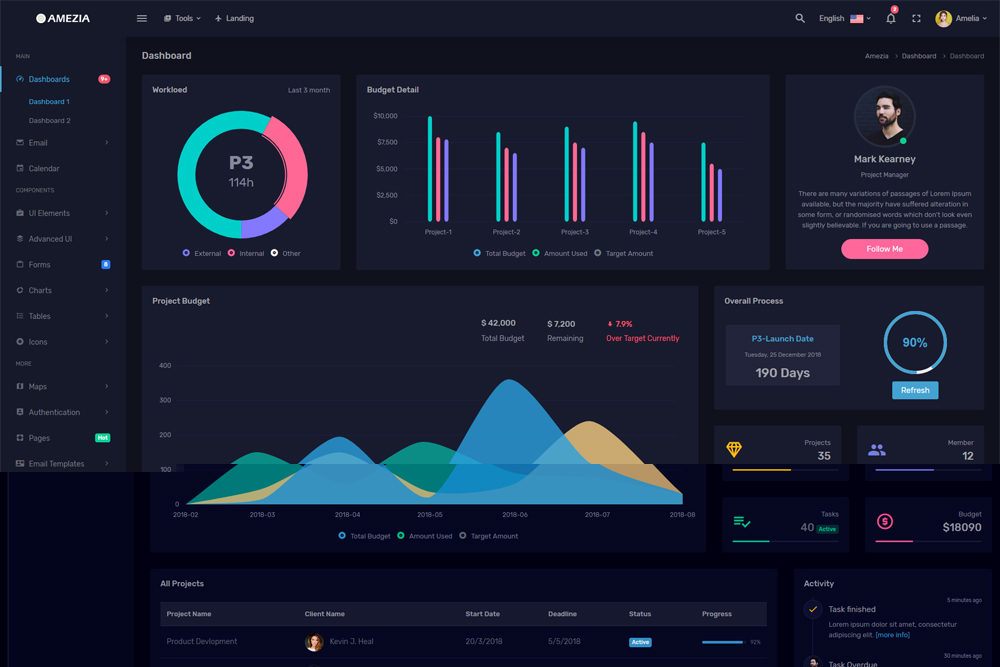 AMEZIA
Tools
Landing
English
2
Amelia
MAIN
Dashboards
9+
Dashboard 1
Dashboard 2
Email
Calendar
COMPONENTS
UI Elements
Advanced UI
Forms
8
Charts
Tables
Icons
MORE
Maps
Authentication
Pages
Hot
Email Templates
Dashboard
Amezia > Dashboard > Dashboard
Workloed
Last 3 month
P3
114h
External
Internal
Other
Budget Detail
$10,000
$7,500
$5,000
$2,500
$0
Project-1
Project-2
Project-3
Project-4
Project-5
Total Budget
Amount Used
Target Amount
Mark Kearney
Project Manager
There are many variations of passages of Lorem Ipsum
available, but the majority have suffered alteration in
some form, or randomised words which don't look even
slightly believable. If you are going to use a passage.
Follow Me
Project Budget
$ 42,000
Total Budget
$ 7,200
Remaining
7.9%
Over Target Currently
400
300
200
100
0
2018-02
2018-03
2018-04
2018-05
2018-06
2018-07
2018-08
Total Budget
Amount Used
Target Amount
Overall Process
P3-Launch Date
Tuesday, 25 December 2018
190 Days
90%
Refresh
Projects
35
Member
12
Tasks
40 Active
Budget
$18090
All Projects
Project Name
Client Name
Start Date
Deadline
Status
Progress
Product Devlopment
Kevin J. Heal
20/3/2018
5/5/2018
Active
92%
Activity
5 minutes ago
Task finished
Lorem ipsum dolor sit amet, consectetur
adipiscing elit. [more info]
30 minutes ago
Task Overdue